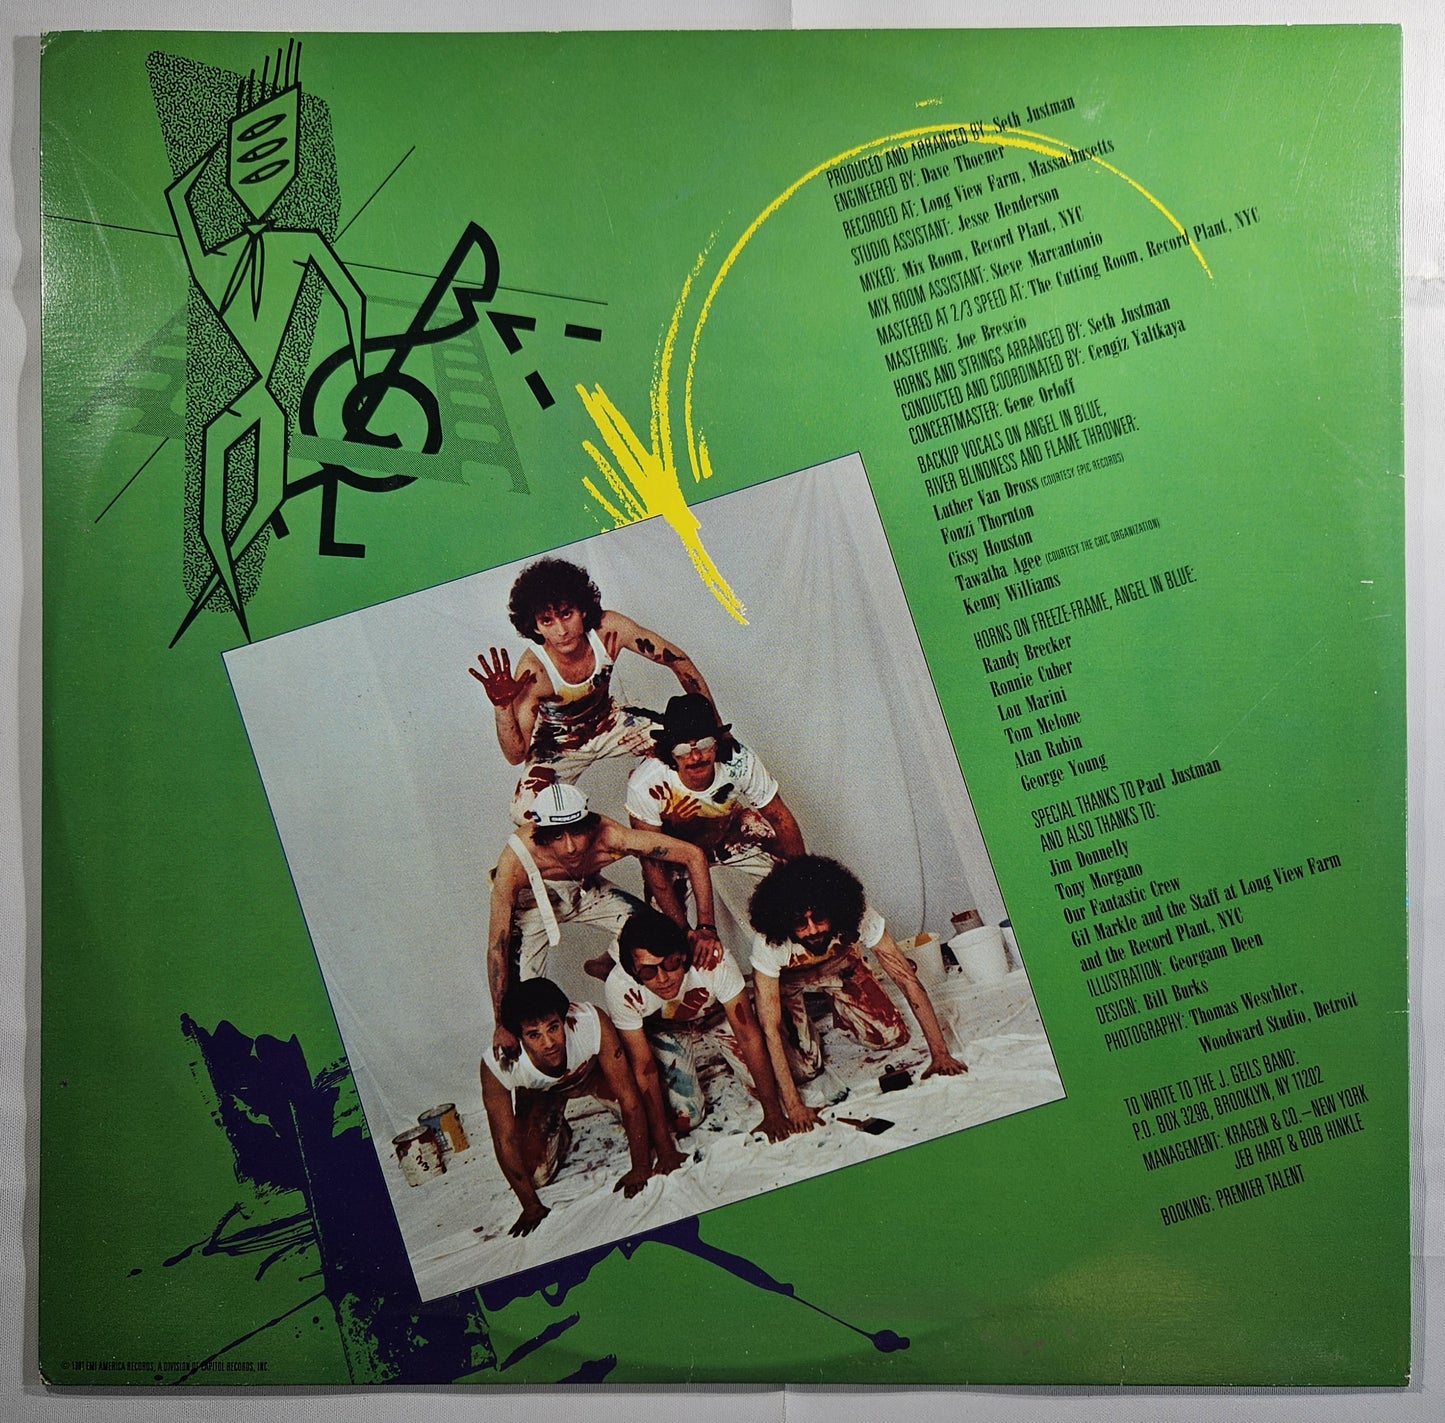 PRODUCED AND ARRANGED BY: Seth Justman
ENGINEERED BY: Dave Thoener
RECORDED AT: Long View Farm, Massachusetts
STUDIO ASSISTANT: Jesse Henderson
MIXED: Mix Room, Record Plant, NYC
MIX ROOM ASSISTANT: Steve Marcantonio
MASTERED AT 2/3 SPEED AT: The Cutting Room, Record Plant, NYC
MASTERING: Joe Brescio
HORNS AND STRINGS ARRANGED BY: Seth Justman
CONDUCTED AND COORDINATED BY: Cengiz Yaltkaya
CONCERTMASTER: Gene Orloff
BACKUP VOCALS ON ANGEL IN BLUE,
RIVER BLINDNESS AND FLAME THROWER:
Luther Van Dross (COURTESY EPIC RECORDS)
Fonzi Thornton
Cissy Houston
Tawatha Agee (COURTESY THE CHIC ORGANIZATION)
Kenny Williams
HORNS ON FREEZE-FRAME, ANGEL IN BLUE:
Randy Brecker
Ronnie Cuber
Lou Marini
Tom Melone
Alan Rubin
George Young
SPECIAL THANKS TO Paul Justman
AND ALSO THANKS TO:
Jim Donnelly
Tony Morgano
Our Fantastic Crew
Gil Markle and the Staff at Long View Farm
and the Record Plant, NYC
ILLUSTRATION: Georgann Deen
DESIGN: Bill Burks
PHOTOGRAPHY: Thomas Weschler,
Woodward Studio, Detroit
TO WRITE TO THE J. GEILS BAND:
P.O. BOX 3298, BROOKLYN, NY 11202
MANAGEMENT: KRAGEN & CO.—NEW YORK
JEB HART & BOB HINKLE
BOOKING: PREMIER TALENT
© 1981 EMI AMERICA RECORDS, A DIVISION OF CAPITOL RECORDS, INC.